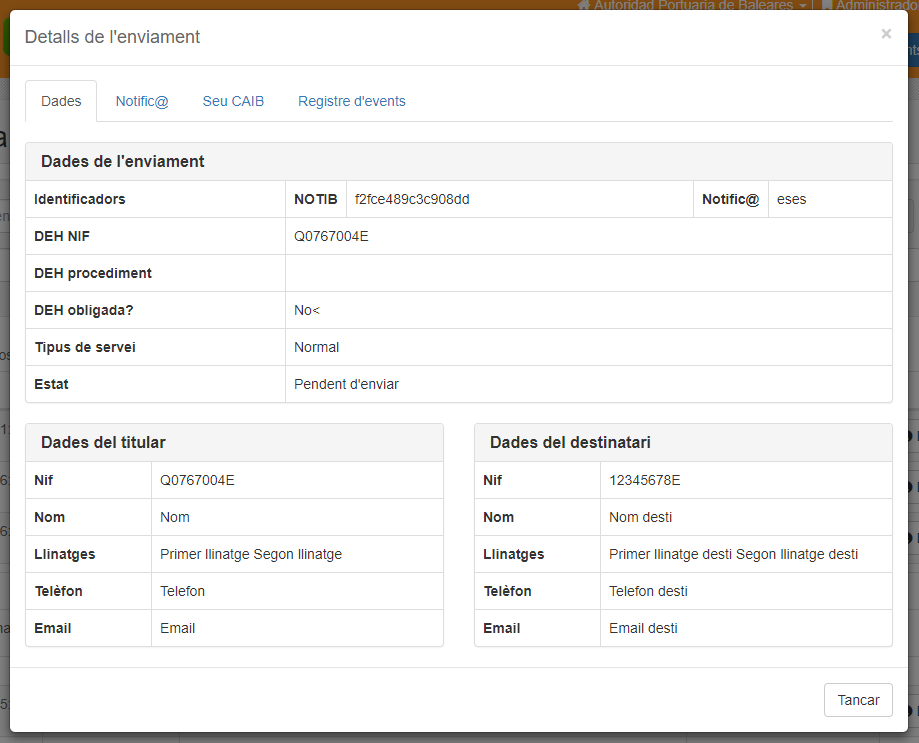 Autoridad Portuaria de Baleares
Detalls de l'enviament ×
Dades Notific@ Seu CAIB Registre d'events
Dades de l'enviament
Identificadors NOTIB f2fce489c3c908dd Notific@ eses
DEH NIF Q0767004E
DEH procediment
DEH obligada? No<
Tipus de servei Normal
Estat Pendent d'enviar
Dades del titular
Nif Q0767004E
Nom Nom
Llinatges Primer llinatge Segon llinatge
Telèfon Telefon
Email Email
Dades del destinatari
Nif 12345678E
Nom Nom desti
Llinatges Primer llinatge desti Segon llinatge desti
Telèfon Telefon desti
Email Email desti
Tancar